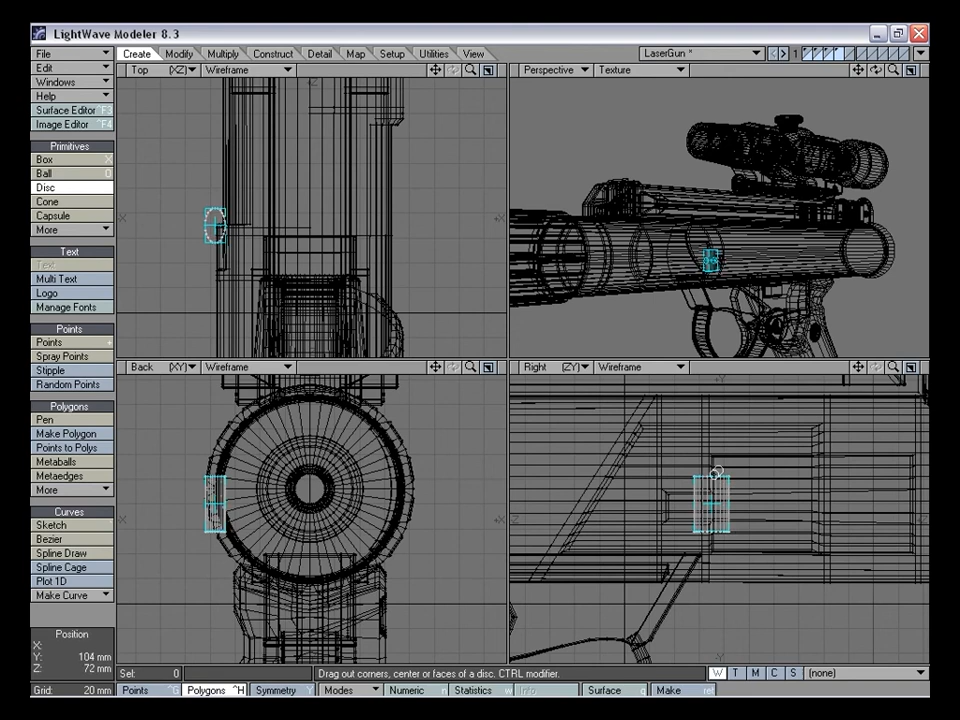 LightWave Modeler 8.3
File Create Modify Multiply Construct Detail Map Setup Utilities View LaserGun * 1
Edit Top (XZ) Wireframe Perspective Texture
Windows
Help
Surface Editor ^F3
Image Editor ^F4
Primitives
Box X
Ball O
Disc
Cone
Capsule
More
Text
Text
Multi Text
Logo
Manage Fonts
Points
Points +
Spray Points
Stipple
Back (XY) Wireframe Right (ZY) Wireframe
Random Points
Polygons
Pen
Make Polygon
Points to Polys
Metaballs
Metaedges
More
Curves
Sketch
Bezier
Spline Draw
Spline Cage
Plot 1D
Make Curve
Position
X:
Y: 104 mm
Z: 72 mm
Sel: 0 Drag out corners, center or faces of a disc. CTRL modifier. W T M C S (none)
Grid: 20 mm Points ^G Polygons ^H Symmetry Y Modes Numeric n Statistics w Info Surface q Make ret